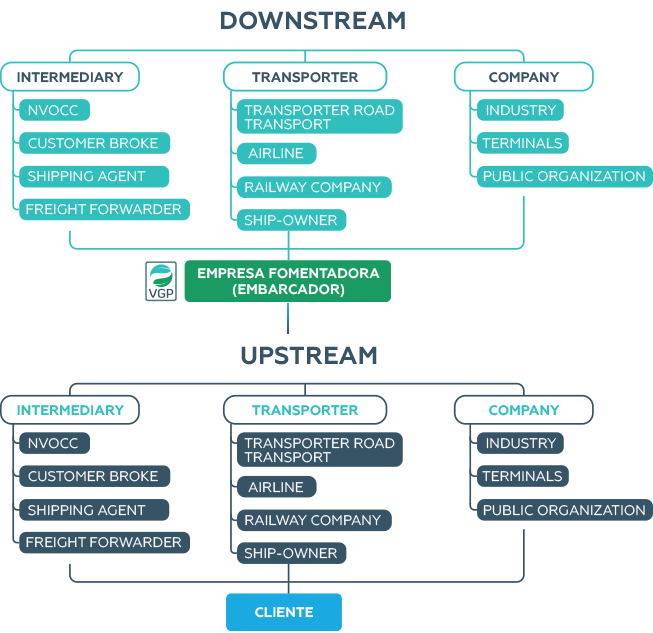 DOWNSTREAM
INTERMEDIARY
NVOCC
CUSTOMER BROKE
SHIPPING AGENT
FREIGHT FORWARDER
TRANSPORTER
TRANSPORTER ROAD
TRANSPORT
AIRLINE
RAILWAY COMPANY
SHIP-OWNER
COMPANY
INDUSTRY
TERMINALS
PUBLIC ORGANIZATION
VGP
EMPRESA FOMENTADORA
(EMBARCADOR)
UPSTREAM
INTERMEDIARY
NVOCC
CUSTOMER BROKE
SHIPPING AGENT
FREIGHT FORWARDER
TRANSPORTER
TRANSPORTER ROAD
TRANSPORT
AIRLINE
RAILWAY COMPANY
SHIP-OWNER
COMPANY
INDUSTRY
TERMINALS
PUBLIC ORGANIZATION
CLIENTE